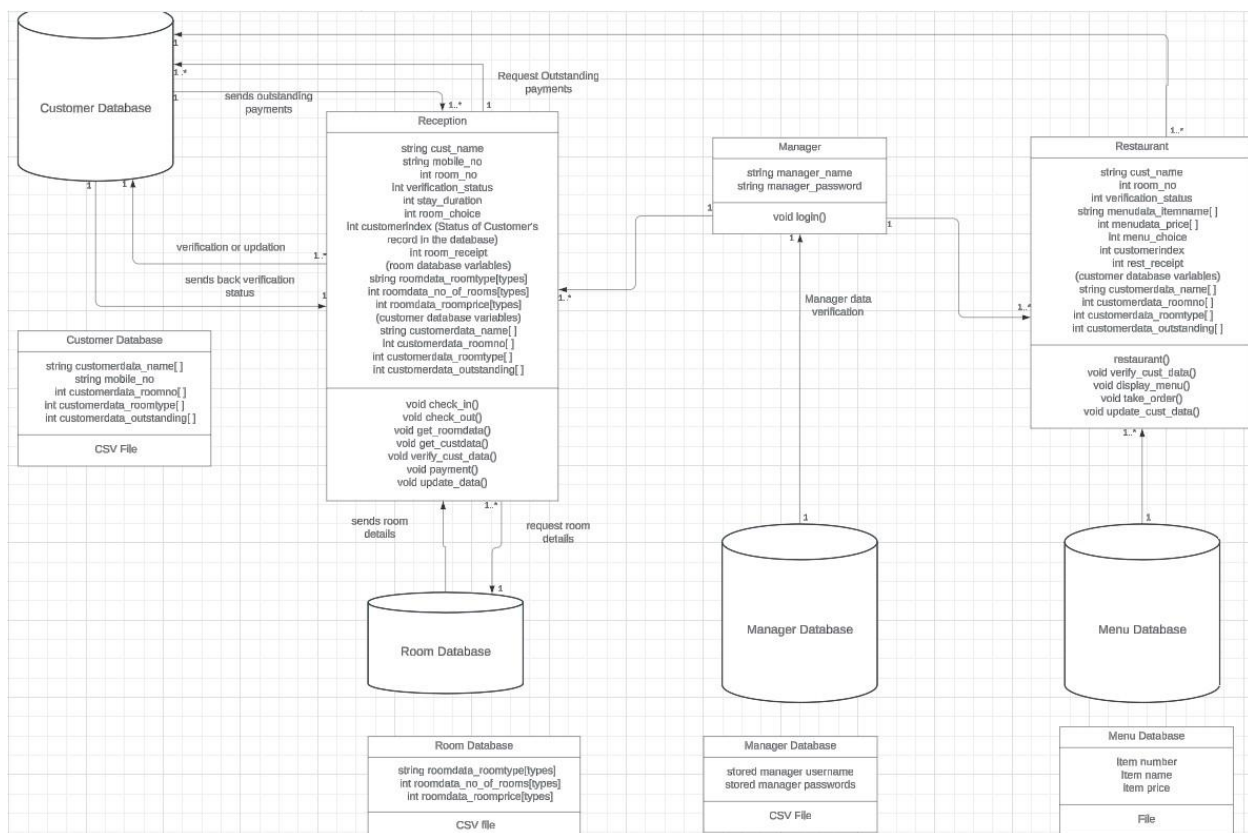 Customer Database
1
1..*
1
sends outstanding
payments
1..*
1
Request Outstanding
payments
1
1
verification or updation
1..*
sends back verification
status
1
Reception
string cust_name
string mobile_no
int room_no
int verification_status
int stay_duration
int room_choice
int customerindex (Status of Customer's
record in the database)
int room_receipt
(room database variables)
string roomdata_roomtype[types]
int roomdata_no_of_rooms[types]
int roomdata_roomprice[types]
(customer database variables)
string customerdata_name[ ]
int customerdata_roomno[ ]
int customerdata_roomtype[ ]
int customerdata_outstanding[ ]
void check_in()
void check_out()
void get_roomdata()
void get_custdata()
void verify_cust_data()
void payment()
void update_data()
Manager
string manager_name
string manager_password
void login()
1
1
1..*
1
Manager data
verification
1
1..*
Restaurant
string cust_name
int room_no
int verification_status
string menudata_itemname[ ]
int menudata_price[ ]
int menu_choice
int customerindex
int rest_receipt
(customer database variables)
string customerdata_name[ ]
int customerdata_roomno[ ]
int customerdata_roomtype[ ]
int customerdata_outstanding[ ]
restaurant()
void verify_cust_data()
void display_menu()
void take_order()
void update_cust_data()
1..*
1..*
1
Customer Database
string customerdata_name[ ]
string mobile_no
int customerdata_roomno[ ]
int customerdata_roomtype[ ]
int customerdata_outstanding[ ]
CSV File
sends room
details
1..*
request room
details
1
Room Database
Manager Database
Menu Database
Room Database
string roomdata_roomtype[types]
int roomdata_no_of_rooms[types]
int roomdata_roomprice[types]
CSV file
Manager Database
stored manager username
stored manager passwords
CSV File
Menu Database
Item number
Item name
Item price
File